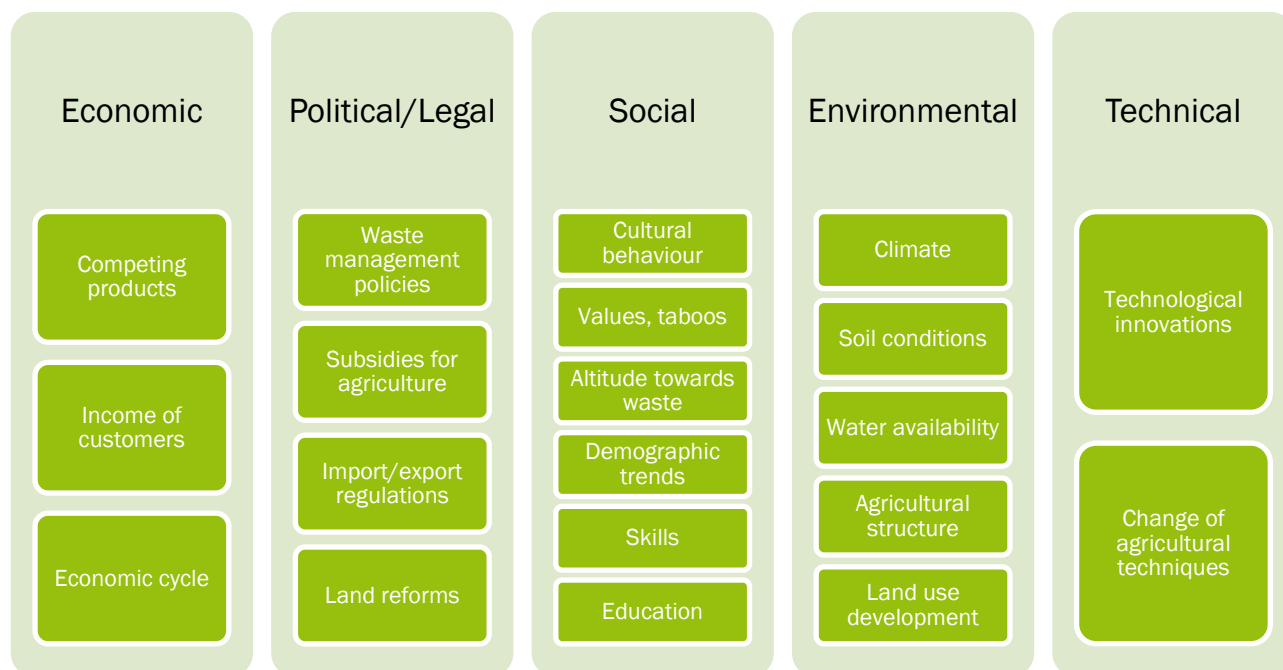 Economic
Competing
products
Income of
customers
Economic cycle
Political/Legal
Waste
management
policies
Subsidies for
agriculture
Import/export
regulations
Land reforms
Social
Cultural
behaviour
Values, taboos
Altitude towards
waste
Demographic
trends
Skills
Education
Environmental
Climate
Soil conditions
Water availability
Agricultural
structure
Land use
development
Technical
Technological
innovations
Change of
agricultural
techniques